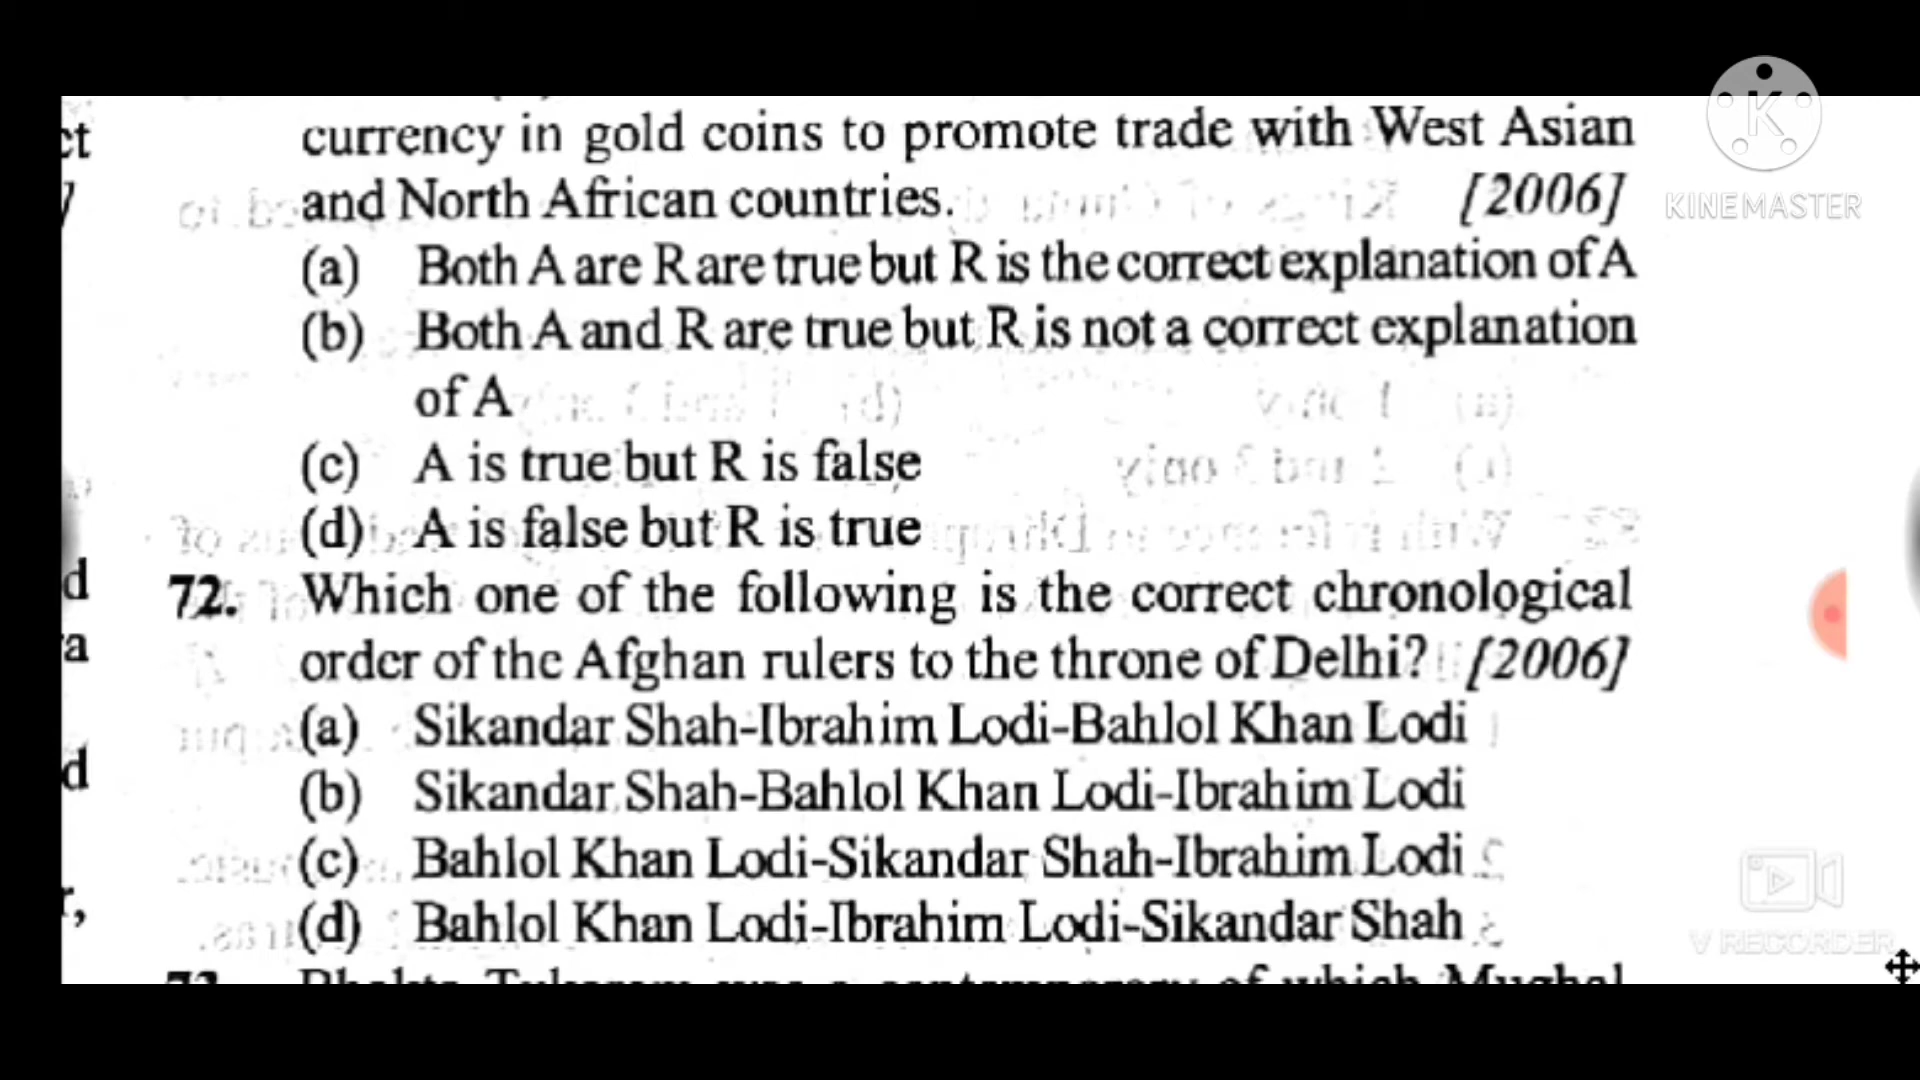 ct
currency in gold coins to promote trade with West Asian
and North African countries. [2006]
(a) Both A are R are true but R is the correct explanation of A
(b) Both A and R are true but R is not a correct explanation
of A
(c) A is true but R is false
(d) A is false but R is true
d
72. Which one of the following is the correct chronological
a
order of the Afghan rulers to the throne of Delhi? [2006]
(a) Sikandar Shah-Ibrahim Lodi-Bahlol Khan Lodi
d
(b) Sikandar Shah-Bahlol Khan Lodi-Ibrahim Lodi
(c) Bahlol Khan Lodi-Sikandar Shah-Ibrahim Lodi
(d) Bahlol Khan Lodi-Ibrahim Lodi-Sikandar Shah
K
KINEMASTER
V RECORDER